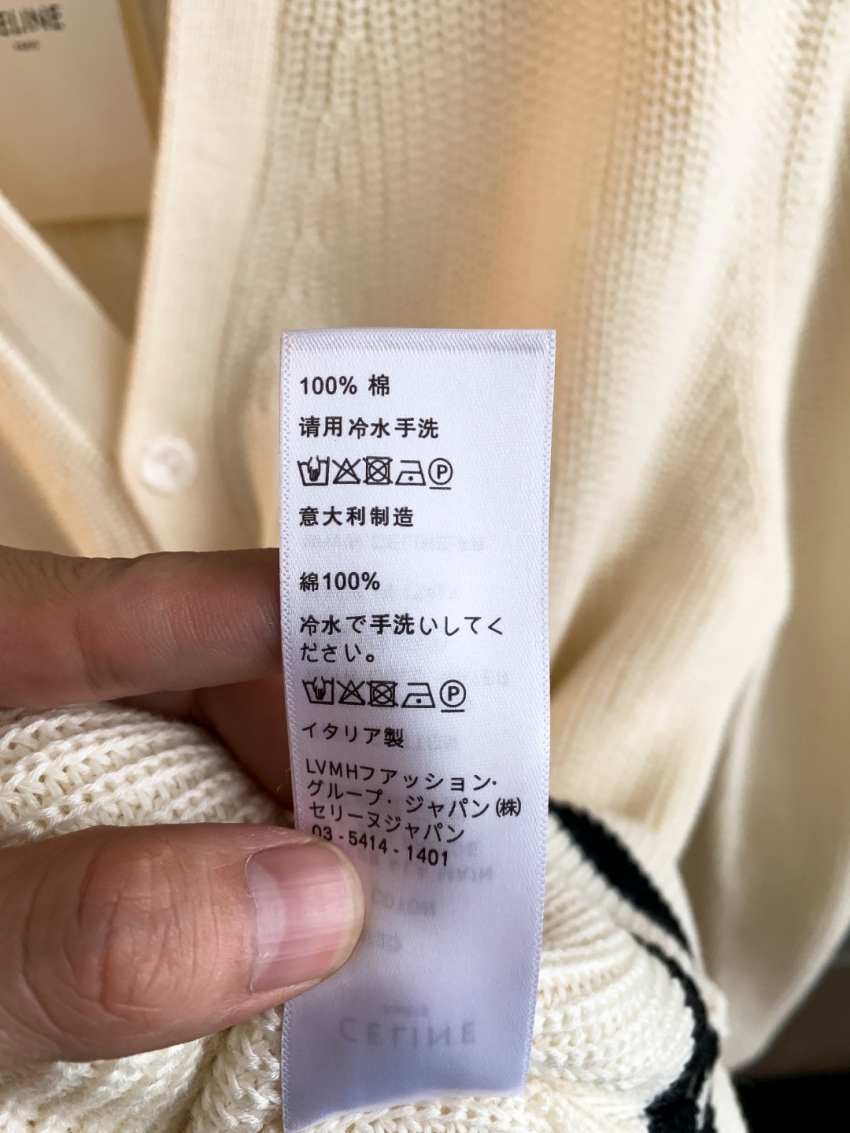 CELINE
100% 棉
请用冷水手洗
P
意大利制造
綿100%
冷水で手洗いしてく
ださい。
P
イタリア製
LVMHファッション・
グループ・ジャパン(株)
セリーヌジャパン
03-5414-1401
CELINE